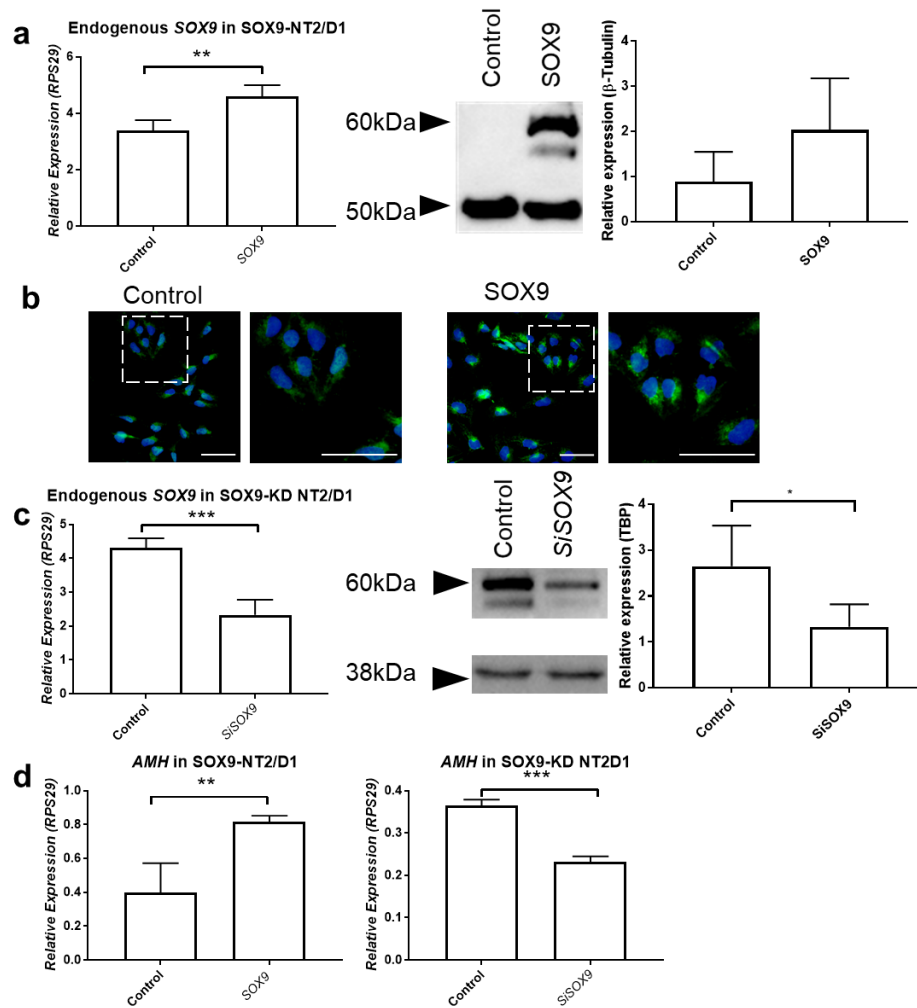 a
Endogenous SOX9 in SOX9-NT2/D1
Relative Expression (RPS29)
6
4
2
0
**
Control
SOX9
Control
SOX9
60kDa
50kDa
Relative expression (β-Tubulin)
4
3
2
1
0
Control
SOX9
b
Control
SOX9
c
Endogenous SOX9 in SOX9-KD NT2/D1
Relative Expression (RPS29)
5
4
3
2
1
0
***
Control
SiSOX9
Control
SiSOX9
60kDa
38kDa
Relative expression (TBP)
4
3
2
1
0
*
Control
SiSOX9
d
AMH in SOX9-NT2/D1
Relative Expression (RPS29)
1.0
0.8
0.6
0.4
0.2
0.0
**
Control
SOX9
AMH in SOX9-KD NT2D1
Relative Expression (RPS29)
0.4
0.3
0.2
0.1
0.0
***
Control
SiSOX9